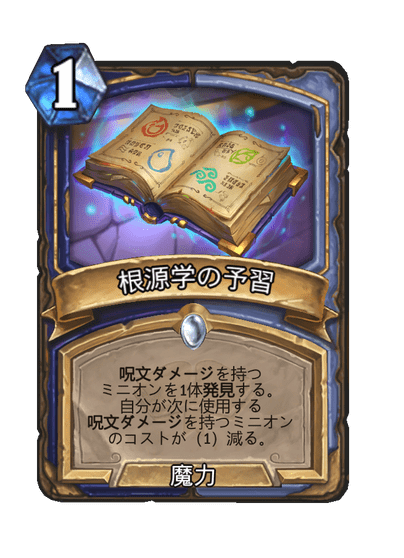 1
根源学の予習
呪文ダメージを持つ
ミニオンを1体発見する。
自分が次に使用する
呪文ダメージを持つミニオン
のコストが（1）減る。
魔力